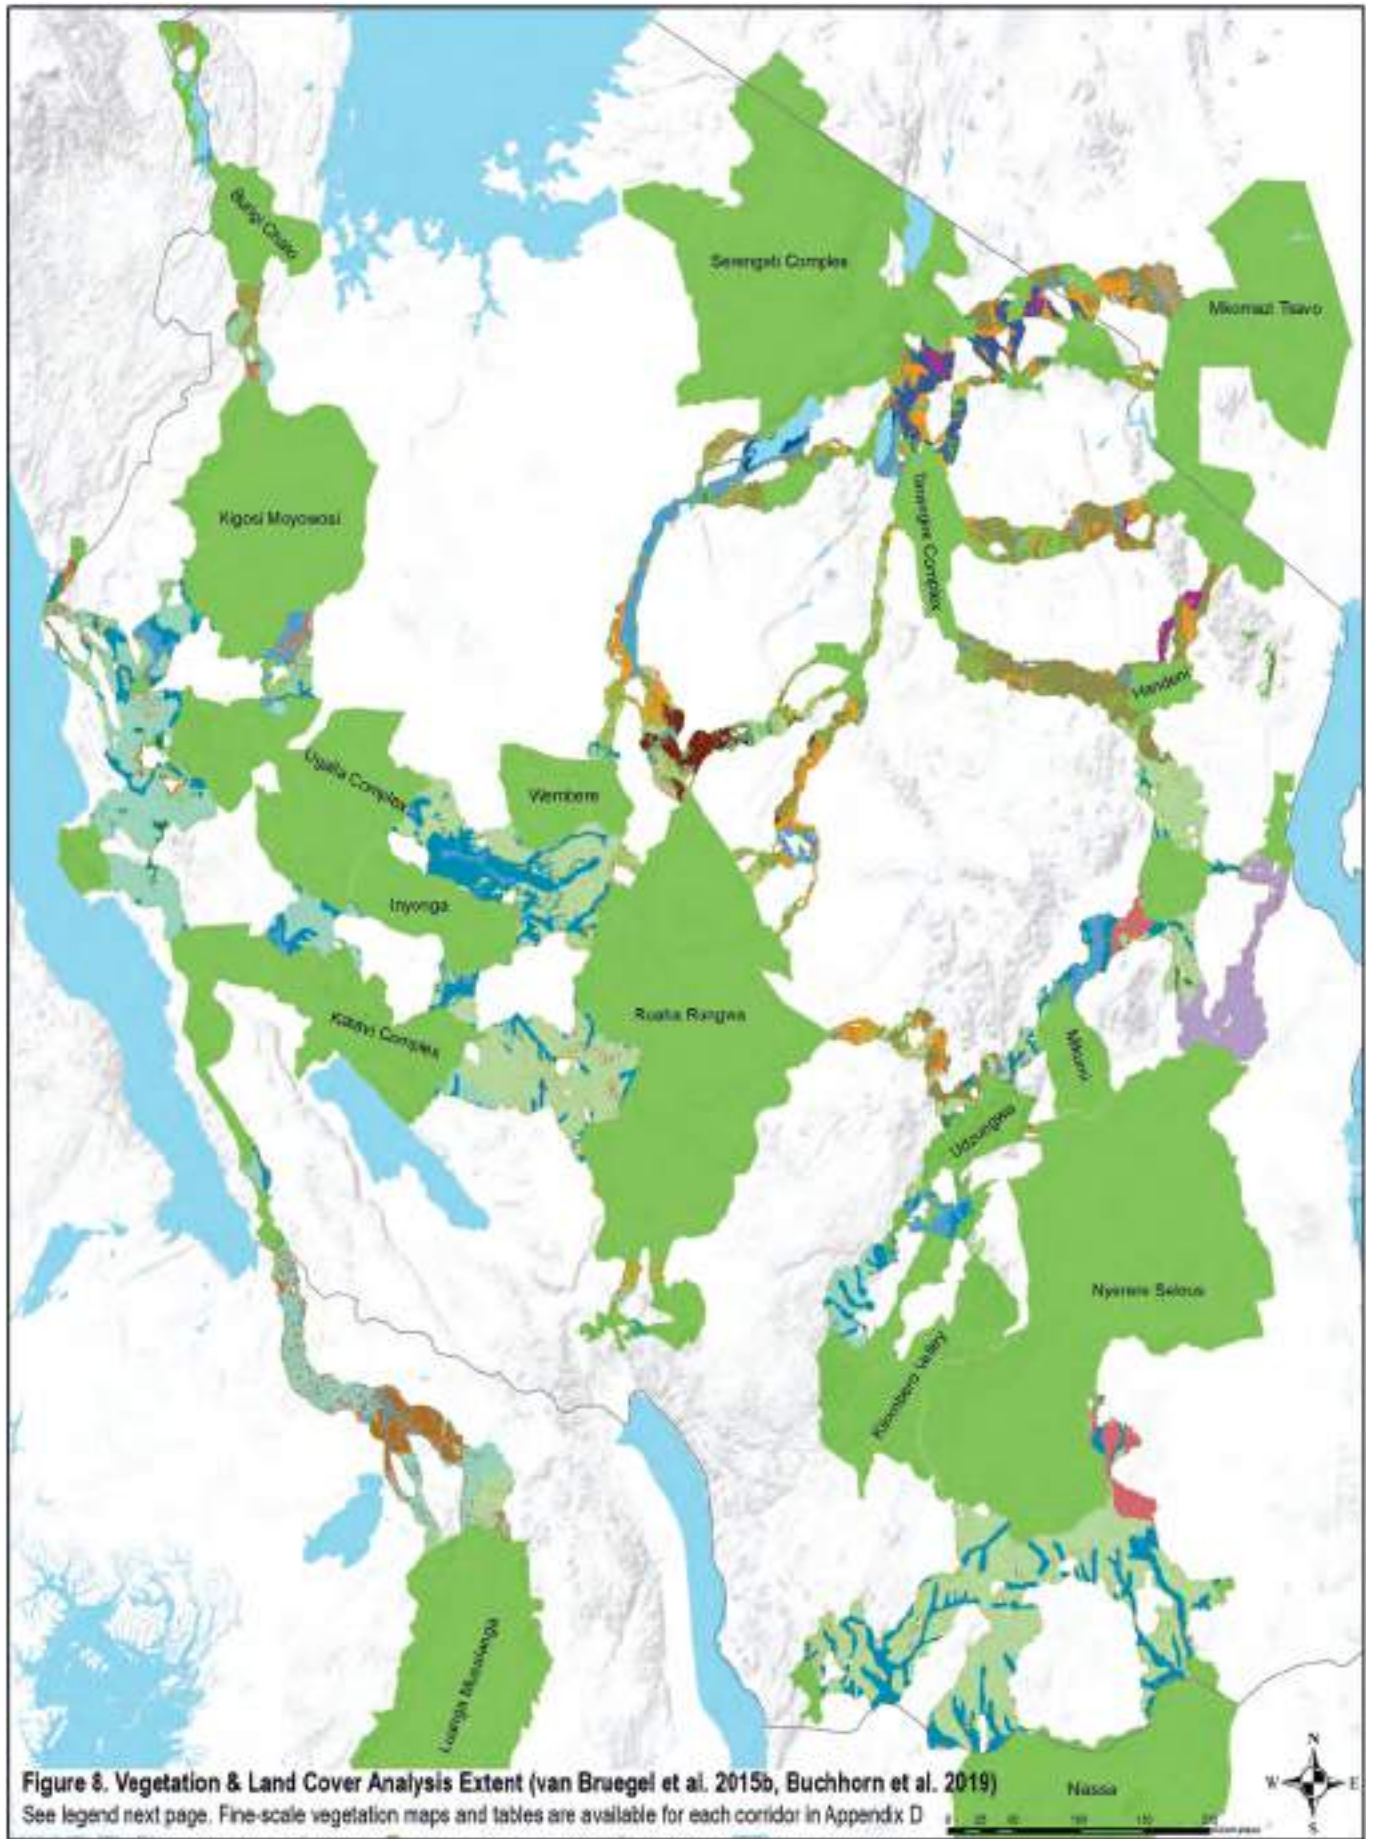 Burigi Chato
Serengeti Complex
Mkomazi Tsavo
Kigosi Moyowosi
Tarangire Complex
Handeni
Ugalla Complex
Wembere
Inyonga
Ruaha Rungwa
Katavi Complex
Mikumi
Udzungwa
Nyerere Selous
Kilombero Valley
Luanga Musalanga
Nassa
N
W
E
S
Figure 8. Vegetation & Land Cover Analysis Extent (van Bruegel et al. 2015b, Buchhorn et al. 2019)
See legend next page. Fine-scale vegetation maps and tables are available for each corridor in Appendix D
0